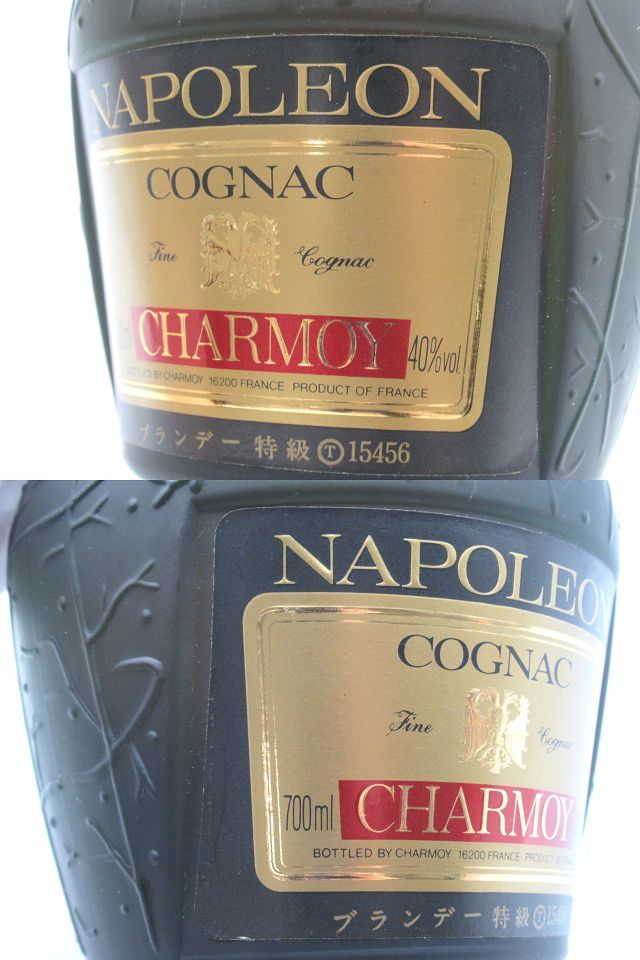 NAPOLEON
COGNAC
Fine Cognac
CHARMOY 40%vol.
BOTTLED BY CHARMOY 16200 FRANCE PRODUCT OF FRANCE
ブランデー 特級 Ⓣ15456
NAPOLEON
COGNAC
Fine Cognac
700ml CHARMOY
BOTTLED BY CHARMOY 16200 FRANCE PRODUCT OF
ブランデー 特級 Ⓣ